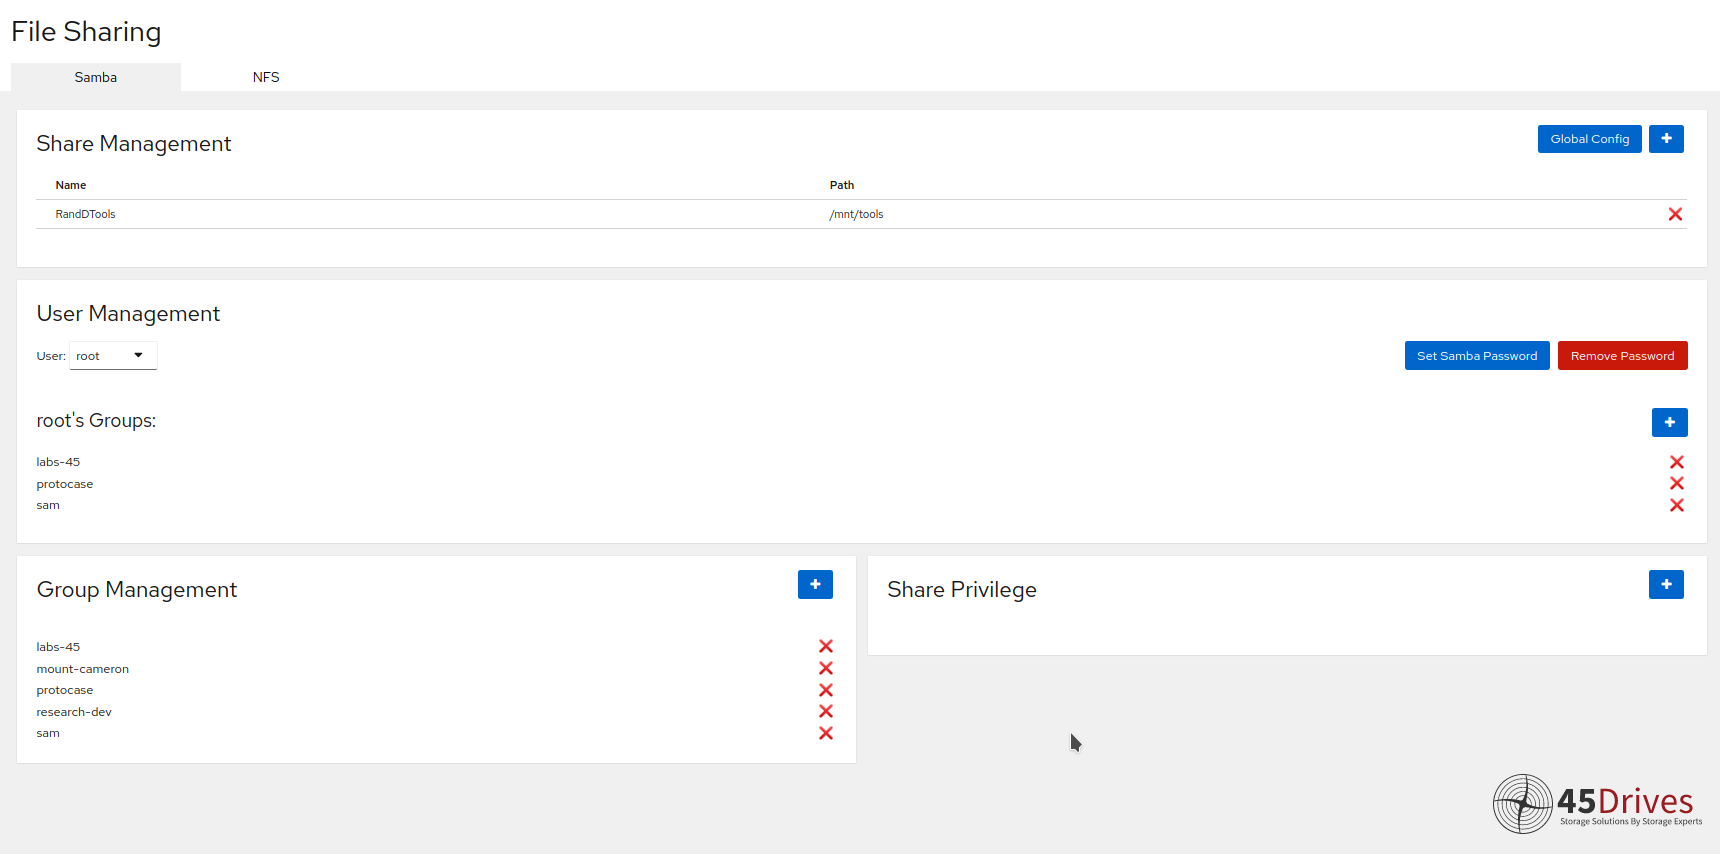 File Sharing
Samba NFS
Share Management Global Config +
Name Path
RandDTools /mnt/tools
User Management
User: root Set Samba Password Remove Password
root's Groups: +
labs-45
protocase
sam
Group Management +
labs-45
mount-cameron
protocase
research-dev
sam
Share Privilege +
45Drives
Storage Solutions By Storage Experts